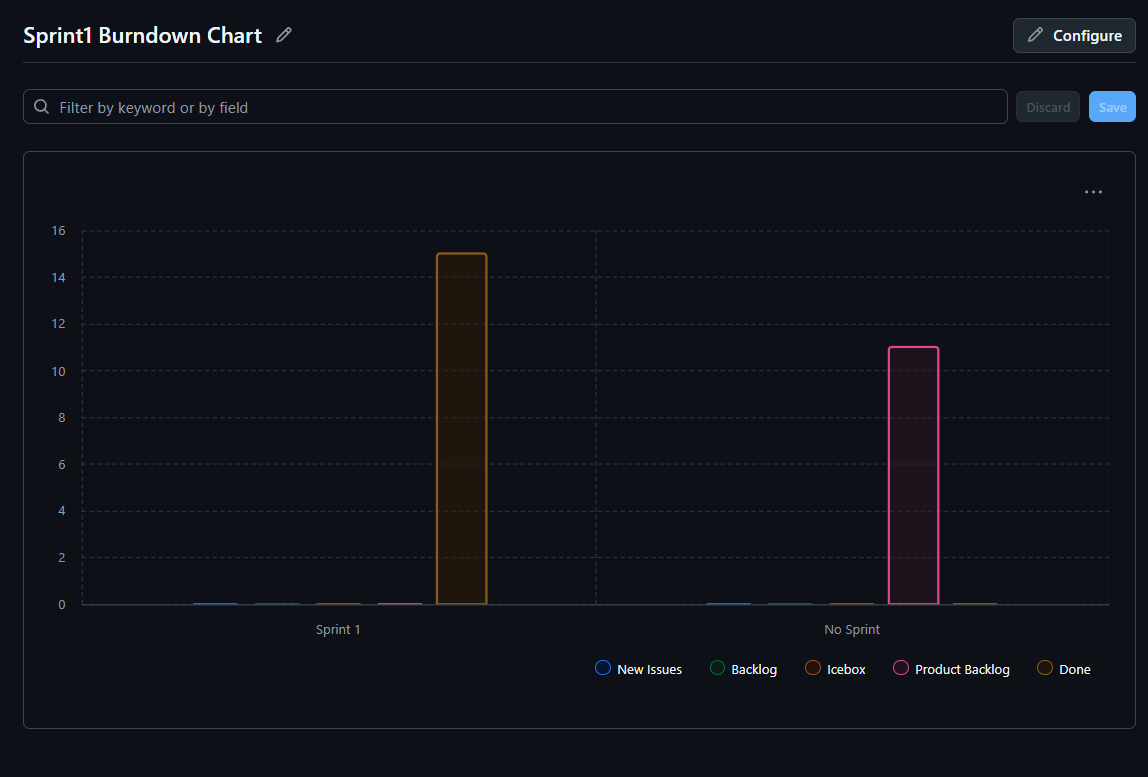 Sprint1 Burndown Chart
Configure
Filter by keyword or by field
Discard
Save
16
14
12
10
8
6
4
2
0
Sprint 1
No Sprint
New Issues
Backlog
Icebox
Product Backlog
Done